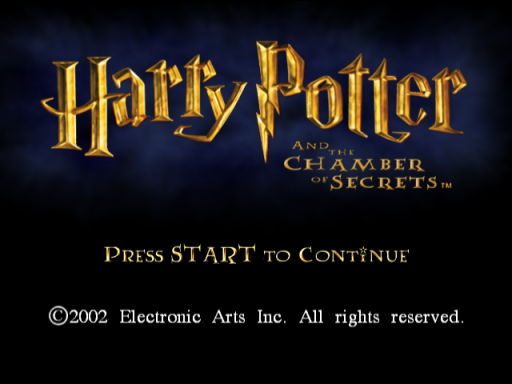 Harry Potter
AND THE
CHAMBER
OF SECRETS™
PRESS START TO CONTINUE
©2002 Electronic Arts Inc. All rights reserved.